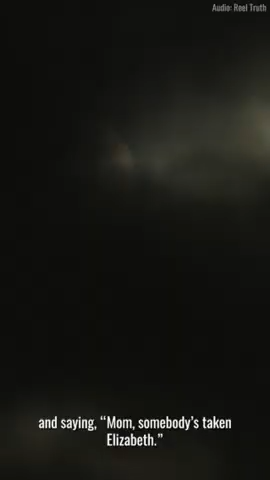 Audio: Reel Truth
and saying, “Mom, somebody’s taken
Elizabeth.”